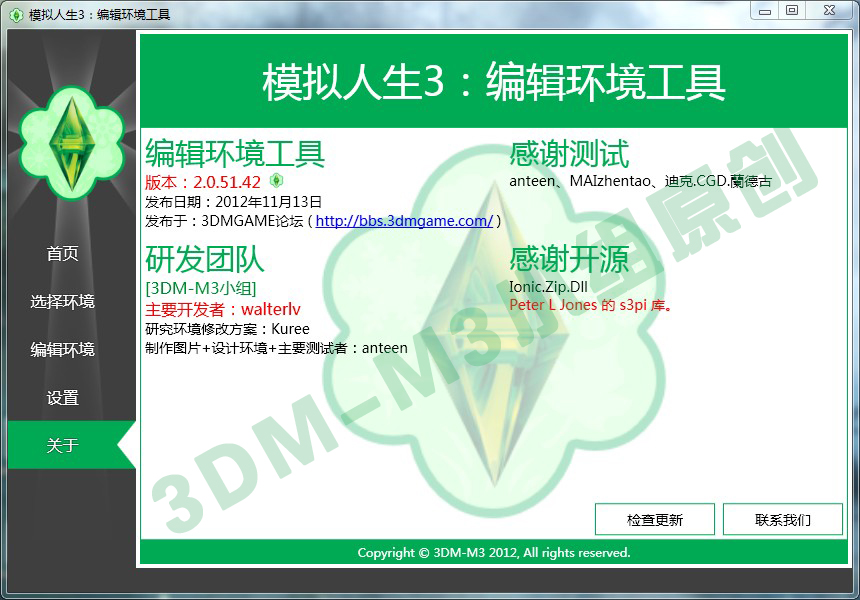 模拟人生3：编辑环境工具
模拟人生3：编辑环境工具
首页
选择环境
编辑环境
设置
关于
编辑环境工具
版本：2.0.51.42
发布日期：2012年11月13日
发布于：3DMGAME论坛 ( http://bbs.3dmgame.com/ )
研发团队
[3DM-M3小组]
主要开发者：walterlv
研究环境修改方案：Kuree
制作图片+设计环境+主要测试者：anteen
感谢测试
anteen、MAIzhentao、迪克.CGD.蘭德古
感谢开源
Ionic.Zip.Dll
Peter L Jones 的 s3pi 库。
3DM-M3小组原创
检查更新
联系我们
Copyright © 3DM-M3 2012, All rights reserved.